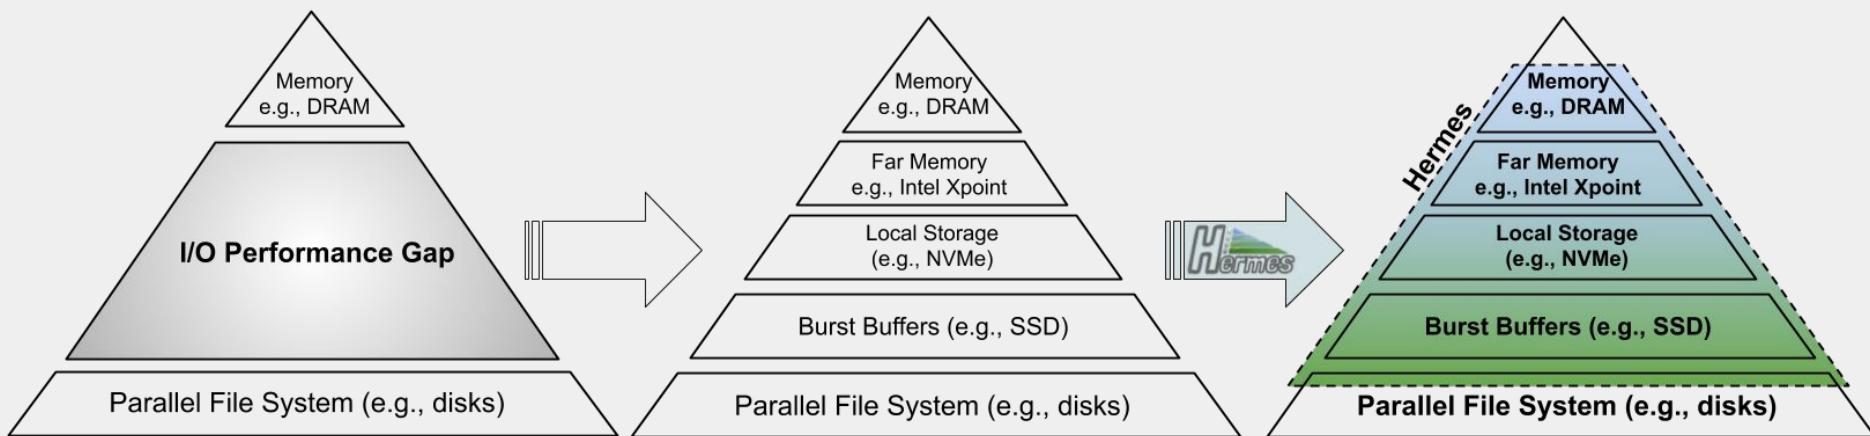 Memory
e.g., DRAM
I/O Performance Gap
Parallel File System (e.g., disks)
Memory
e.g., DRAM
Far Memory
e.g., Intel Xpoint
Local Storage
(e.g., NVMe)
Burst Buffers (e.g., SSD)
Parallel File System (e.g., disks)
Hermes
Hermes
Memory
e.g., DRAM
Far Memory
e.g., Intel Xpoint
Local Storage
(e.g., NVMe)
Burst Buffers (e.g., SSD)
Parallel File System (e.g., disks)